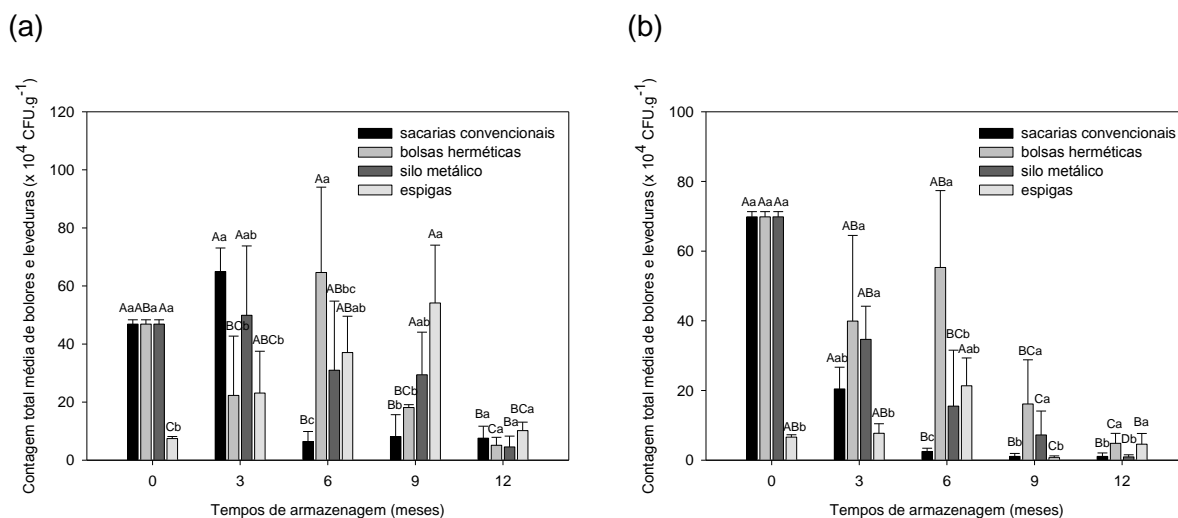 (a)
Contagem total média de bolores e leveduras (x 10⁴ CFU.g⁻¹)
120
100
80
60
40
20
0
sacarias convencionais
bolsas herméticas
silo metálico
espigas
Aa ABa Aa
Cb
Aa
BCb
Aab
ABCb
Bc
Aa
ABbc
ABab
Bb
BCb
Aab
Aa
Ba
Ca
Ba
BCa
0 3 6 9 12
Tempos de armazenagem (meses)
(b)
Contagem total média de bolores e leveduras (x 10⁴ CFU.g⁻¹)
100
80
60
40
20
0
sacarias convencionais
bolsas herméticas
silo metálico
espigas
Aa Aa Aa
ABb
Aab
ABa
ABa
ABb
Bc
ABa
BCb
Aab
Bb
BCa
Ca
Cb
Bb
Ca
Db
Ba
0 3 6 9 12
Tempos de armazenagem (meses)